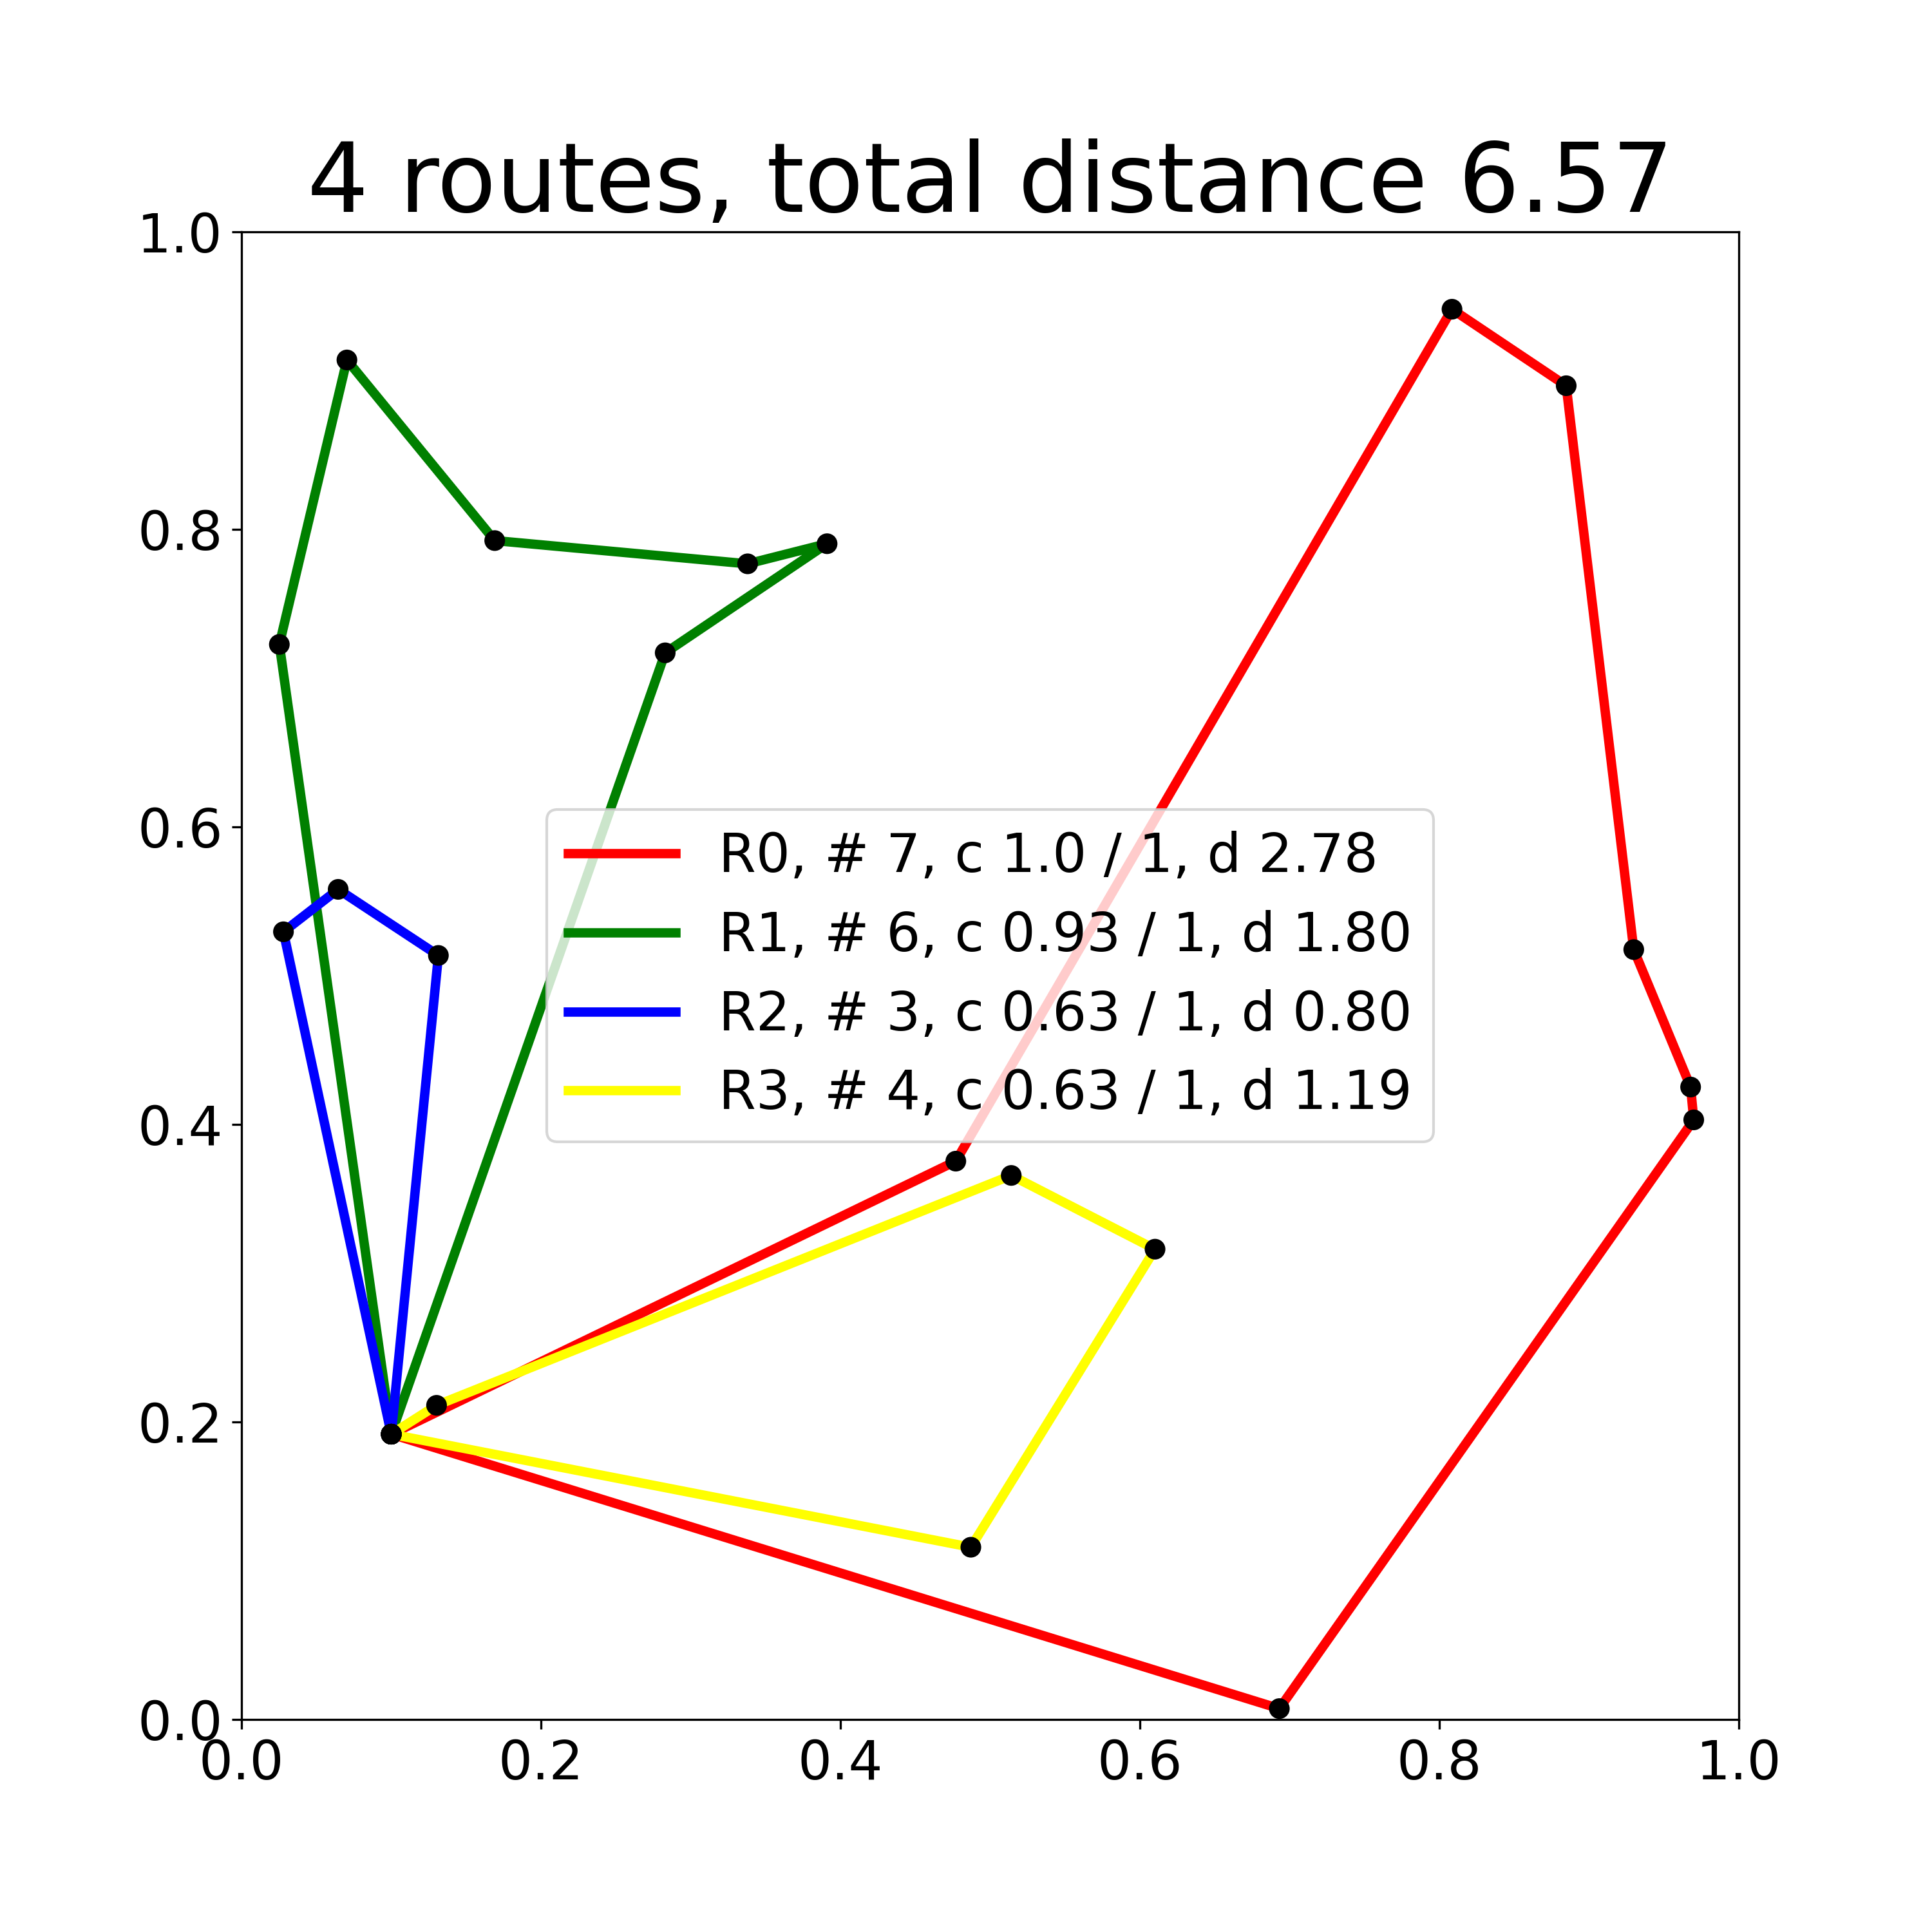 4 routes, total distance 6.57
1.0
0.8
0.6
0.4
0.2
0.0
R0, # 7, c 1.0 / 1, d 2.78
R1, # 6, c 0.93 / 1, d 1.80
R2, # 3, c 0.63 / 1, d 0.80
R3, # 4, c 0.63 / 1, d 1.19
0.0 0.2 0.4 0.6 0.8 1.0